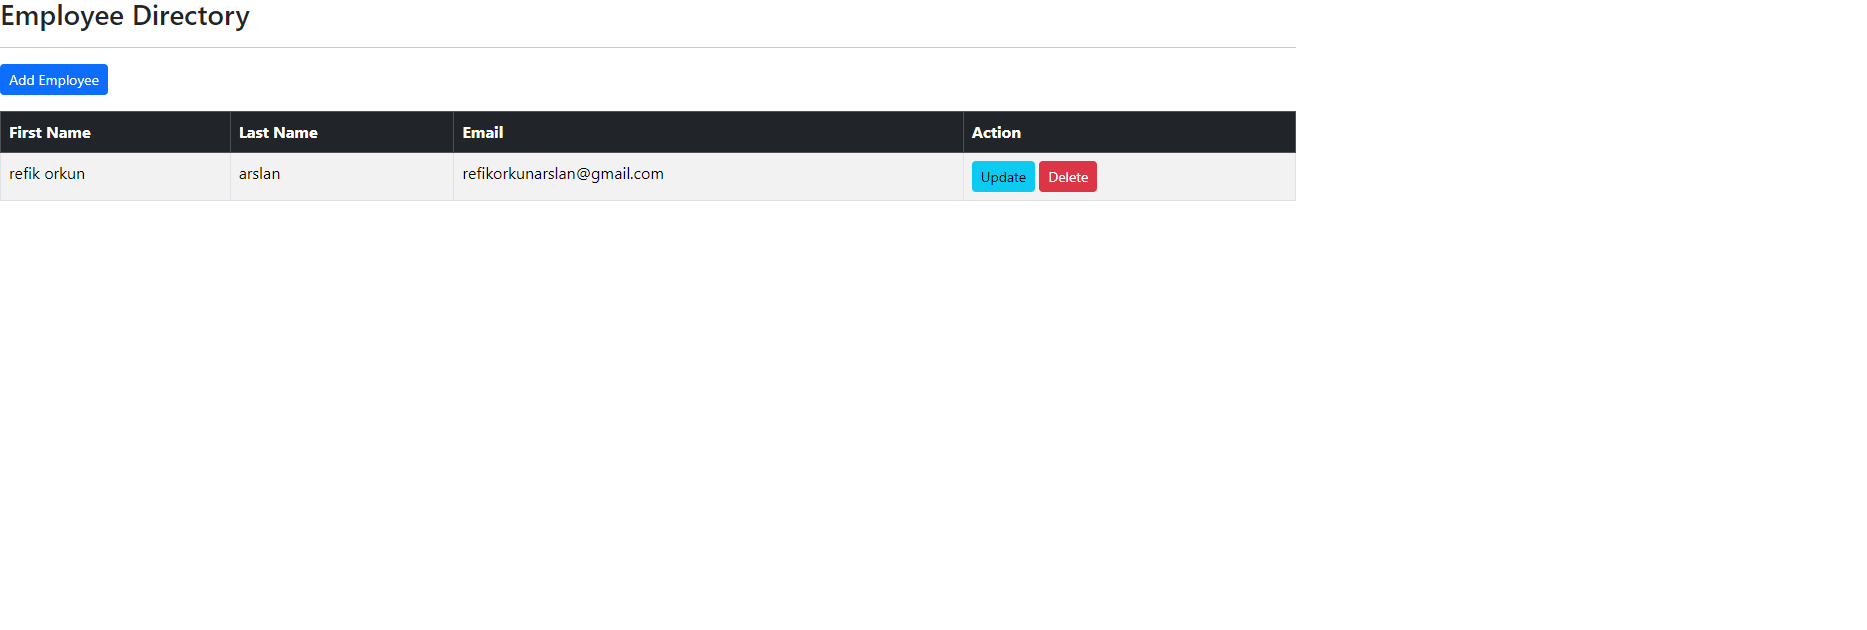 Employee Directory
Add Employee
First Name Last Name Email Action
refik orkun arslan refikorkunarslan@gmail.com Update Delete